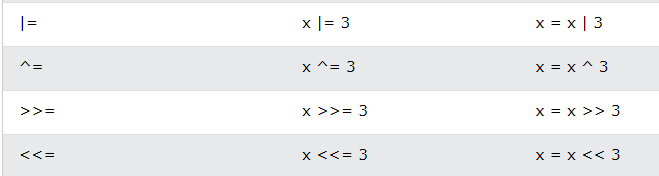 |= x |= 3 x = x | 3
^= x ^= 3 x = x ^ 3
>>= x >>= 3 x = x >> 3
<<= x <<= 3 x = x << 3